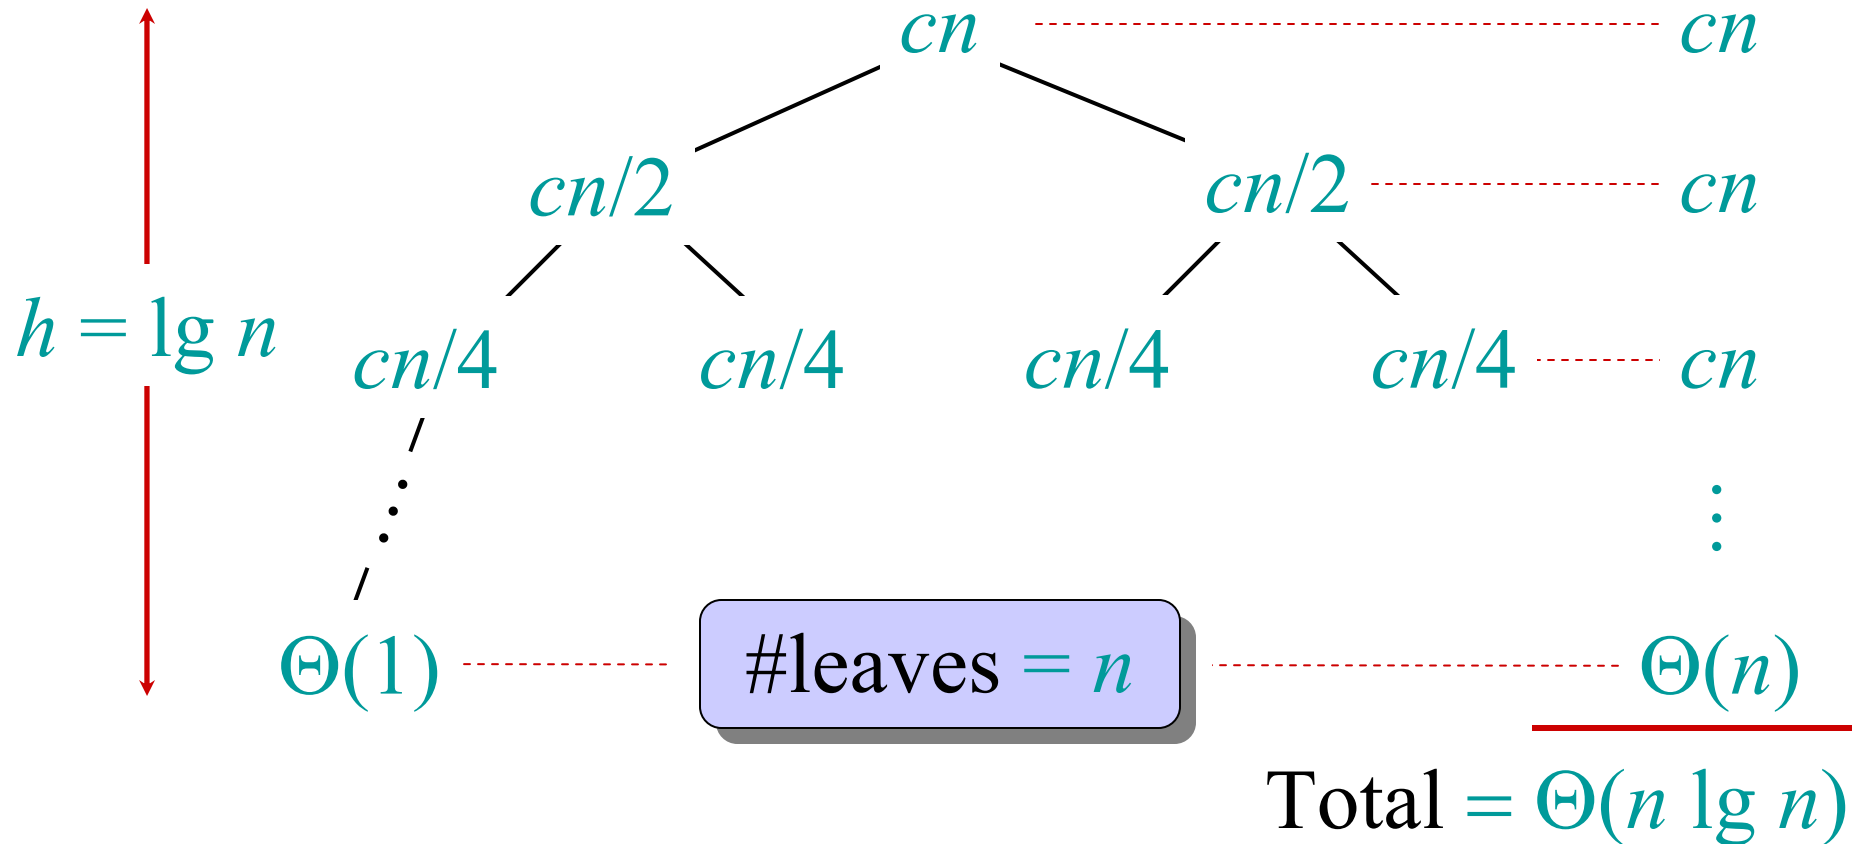 cn cn
cn/2 cn/2 cn
h = lg n cn/4 cn/4 cn/4 cn/4 cn
Θ(1) #leaves = n Θ(n)
Total = Θ(n lg n)